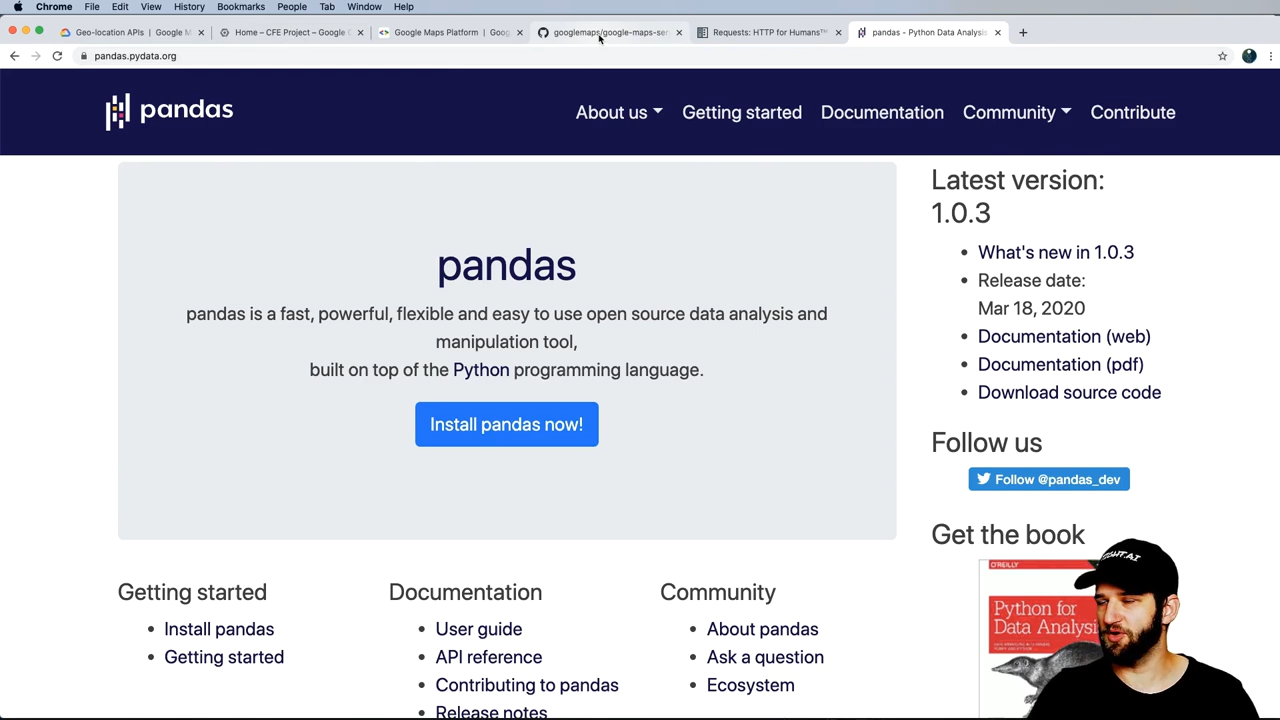 Chrome File Edit View History Bookmarks People Tab Window Help
Geo-location APIs | Google M
Home – CFE Project – Google C
Google Maps Platform | Goog
googlemaps/google-maps-ser
Requests: HTTP for Humans™
pandas - Python Data Analysis
pandas.pydata.org
pandas
About us Getting started Documentation Community Contribute
pandas
pandas is a fast, powerful, flexible and easy to use open source data analysis and
manipulation tool,
built on top of the Python programming language.
Install pandas now!
Latest version:
1.0.3
What's new in 1.0.3
Release date:
Mar 18, 2020
Documentation (web)
Documentation (pdf)
Download source code
Follow us
Follow @pandas_dev
Get the book
O'REILLY
Python for
Data Analysis
Getting started
Install pandas
Getting started
Documentation
User guide
API reference
Contributing to pandas
Release notes
Community
About pandas
Ask a question
Ecosystem